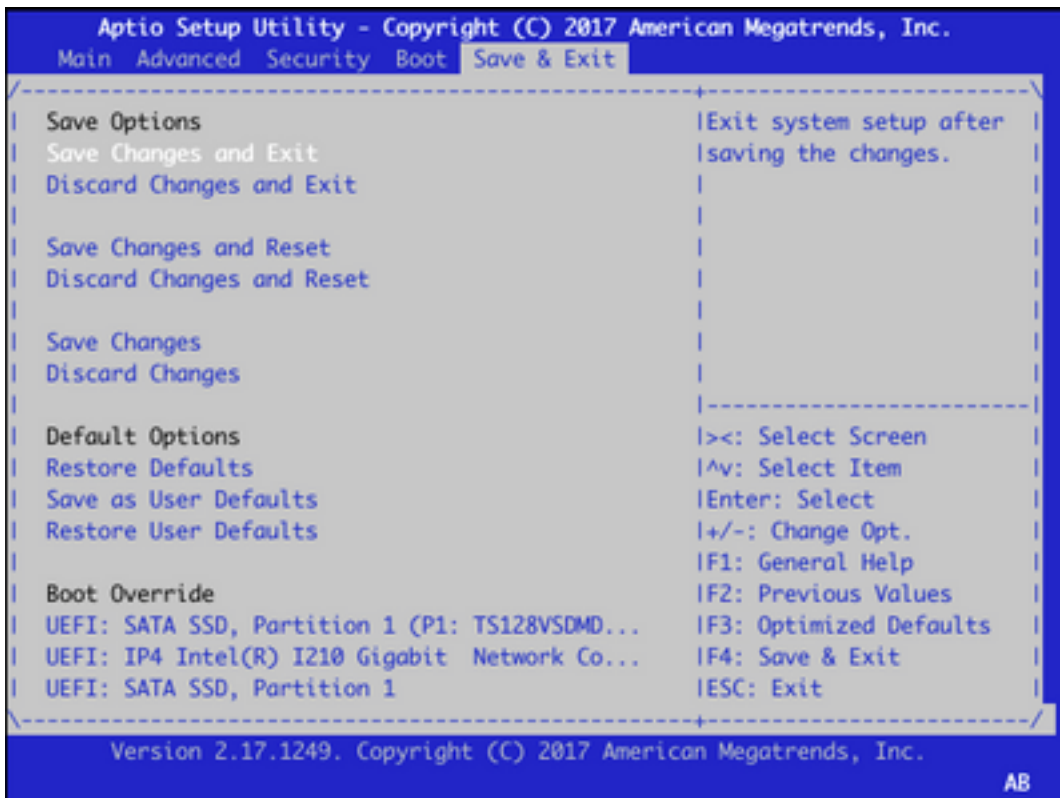 Aptio Setup Utility - Copyright (C) 2017 American Megatrends, Inc.
Main Advanced Security Boot Save & Exit
/----------------------------------------------------+-------------------------\
| Save Options |Exit system setup after |
| Save Changes and Exit |saving the changes. |
| Discard Changes and Exit | |
| | |
| Save Changes and Reset | |
| Discard Changes and Reset | |
| | |
| Save Changes | |
| Discard Changes | |
| |-------------------------|
| Default Options |><: Select Screen |
| Restore Defaults |^v: Select Item |
| Save as User Defaults |Enter: Select |
| Restore User Defaults |+/-: Change Opt. |
| |F1: General Help |
| Boot Override |F2: Previous Values |
| UEFI: SATA SSD, Partition 1 (P1: TS128VSDMD... |F3: Optimized Defaults |
| UEFI: IP4 Intel(R) I210 Gigabit  Network Co... |F4: Save & Exit |
| UEFI: SATA SSD, Partition 1 |ESC: Exit |
\----------------------------------------------------+-------------------------/
Version 2.17.1249. Copyright (C) 2017 American Megatrends, Inc.
AB